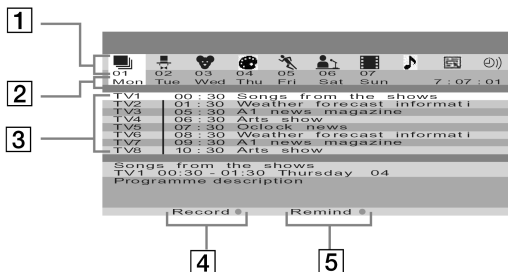 1
01 02 03 04 05 06 07
2
Mon Tue Wed Thu Fri Sat Sun 7:07:01
TV1 00:30 Songs from the shows
TV2 01:30 Weather forecast informati
TV3 05:30 A1 news magazine
TV4 06:30 Arts show
3
TV5 07:30 Oclock news
TV6 08:30 Weather forecast informati
TV7 09:30 A1 news magazine
TV8 10:30 Arts show
Songs from the shows
TV1 00:30 - 01:30 Thursday 04
Programme description
Record Remind
4 5